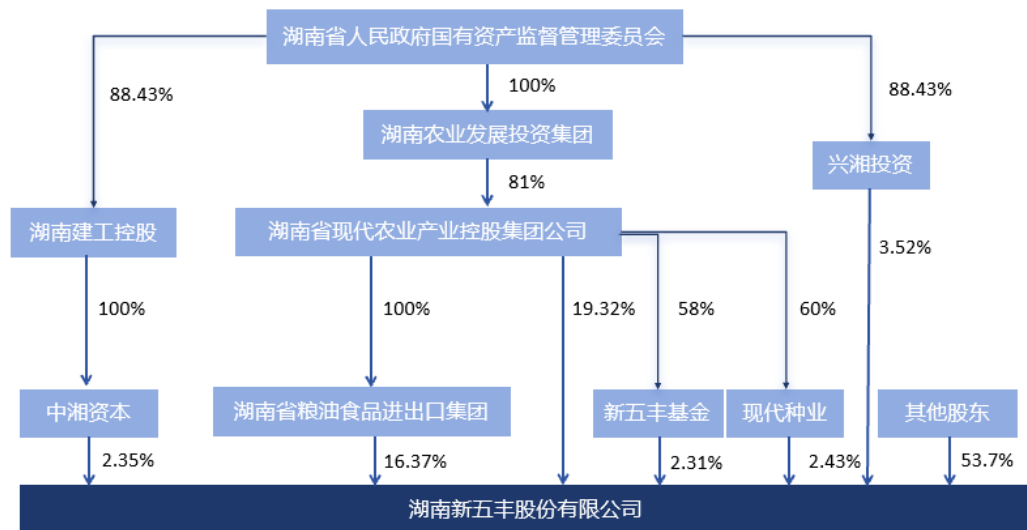 湖南省人民政府国有资产监督管理委员会
88.43%
100%
88.43%
湖南农业发展投资集团
兴湘投资
81%
湖南建工控股
湖南省现代农业产业控股集团公司
3.52%
100%
100%
19.32%
58%
60%
中湘资本
湖南省粮油食品进出口集团
新五丰基金
现代种业
其他股东
2.35%
16.37%
2.31%
2.43%
53.7%
湖南新五丰股份有限公司